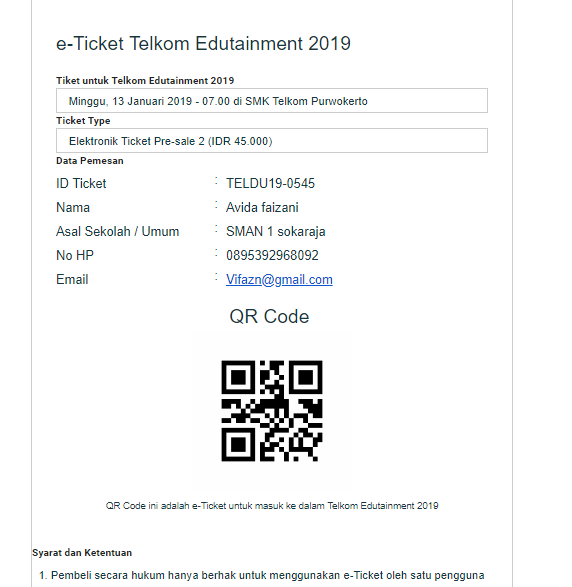 e-Ticket Telkom Edutainment 2019
Tiket untuk Telkom Edutainment 2019
Minggu, 13 Januari 2019 - 07.00 di SMK Telkom Purwokerto
Ticket Type
Elektronik Ticket Pre-sale 2 (IDR 45.000)
Data Pemesan
ID Ticket : TELDU19-0545
Nama : Avida faizani
Asal Sekolah / Umum : SMAN 1 sokaraja
No HP : 0895392968092
Email : Vifazn@gmail.com
QR Code
QR Code ini adalah e-Ticket untuk masuk ke dalam Telkom Edutainment 2019
Syarat dan Ketentuan
1. Pembeli secara hukum hanya berhak untuk menggunakan e-Ticket oleh satu pengguna